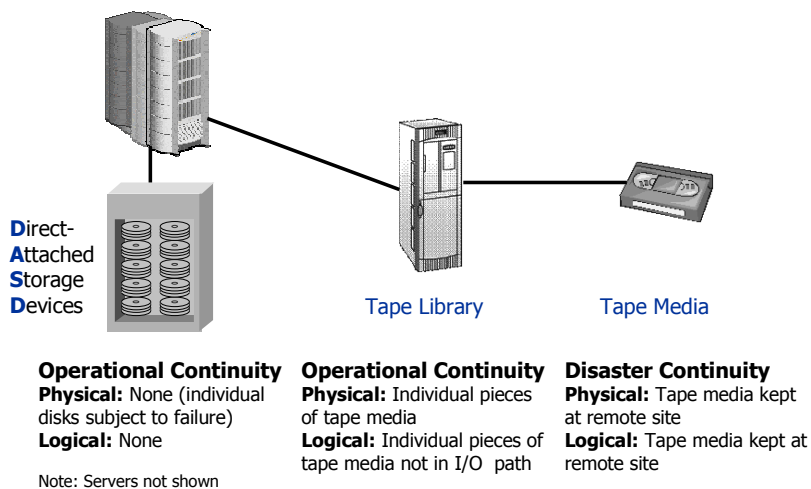 Direct-
Attached
Storage
Devices
Tape Library
Tape Media
Operational Continuity
Physical: None (individual
disks subject to failure)
Logical: None
Note: Servers not shown
Operational Continuity
Physical: Individual pieces
of tape media
Logical: Individual pieces of
tape media not in I/O path
Disaster Continuity
Physical: Tape media kept
at remote site
Logical: Tape media kept at
remote site